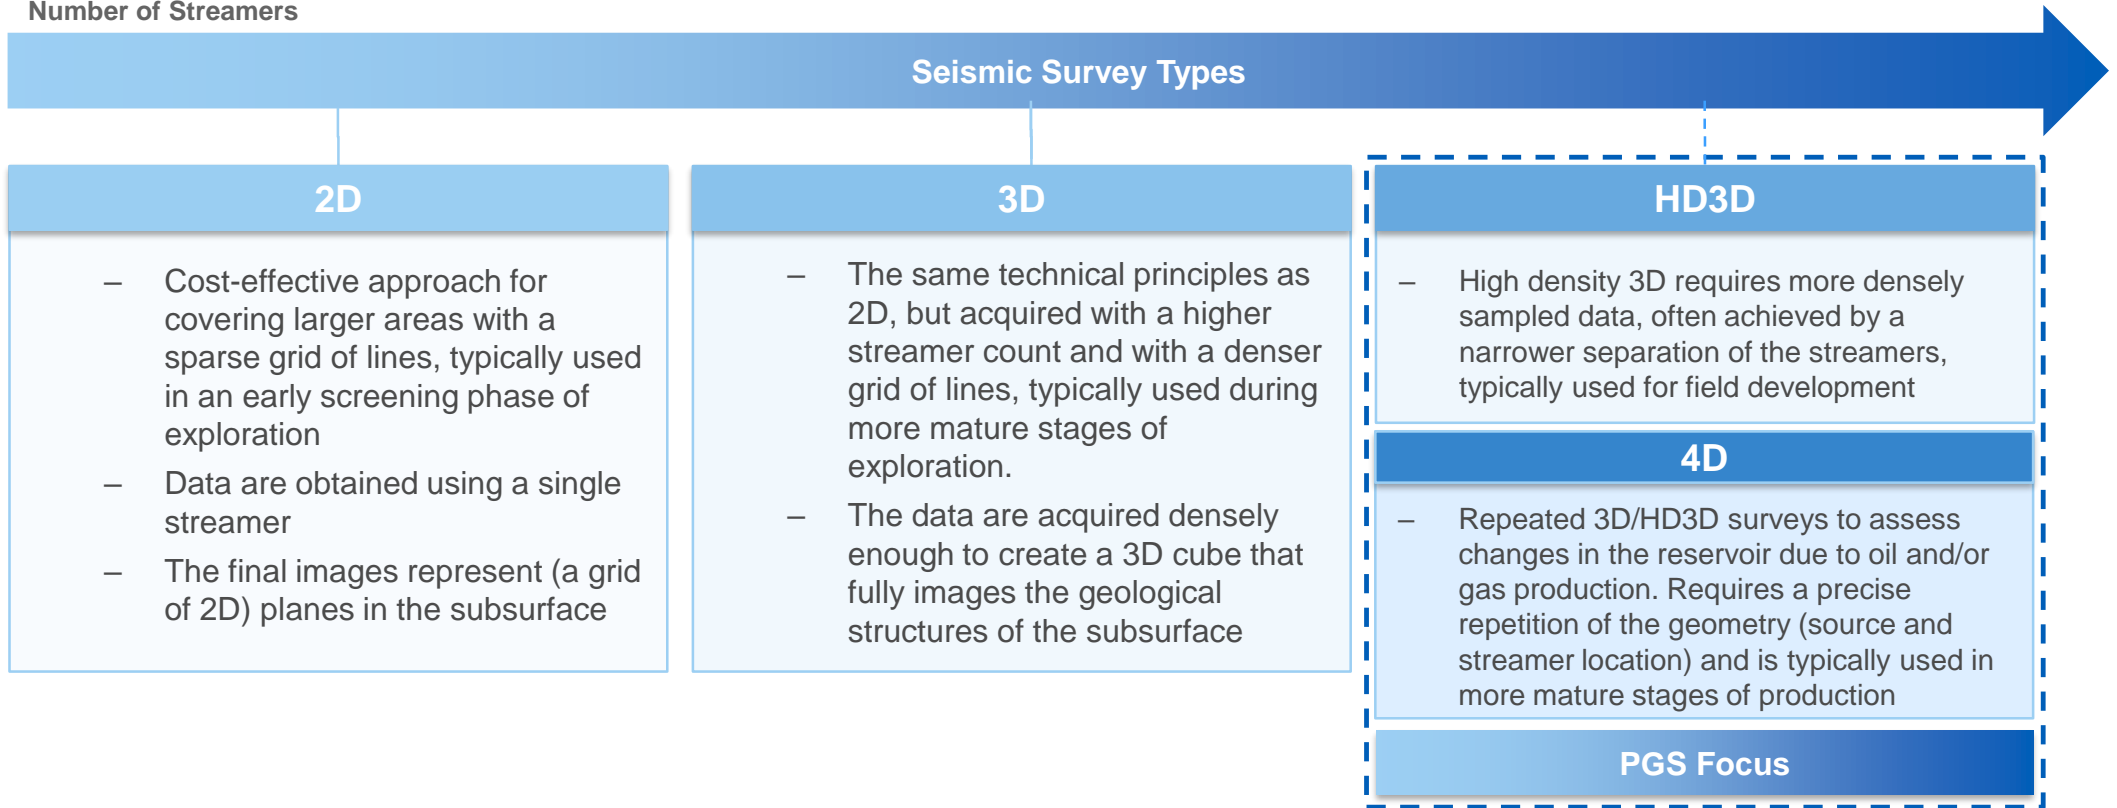 Number of Streamers
Seismic Survey Types
2D
– Cost-effective approach for
covering larger areas with a
sparse grid of lines, typically used
in an early screening phase of
exploration
– Data are obtained using a single
streamer
– The final images represent (a grid
of 2D) planes in the subsurface
3D
– The same technical principles as
2D, but acquired with a higher
streamer count and with a denser
grid of lines, typically used during
more mature stages of
exploration.
– The data are acquired densely
enough to create a 3D cube that
fully images the geological
structures of the subsurface
HD3D
– High density 3D requires more densely
sampled data, often achieved by a
narrower separation of the streamers,
typically used for field development
4D
– Repeated 3D/HD3D surveys to assess
changes in the reservoir due to oil and/or
gas production. Requires a precise
repetition of the geometry (source and
streamer location) and is typically used in
more mature stages of production
PGS Focus